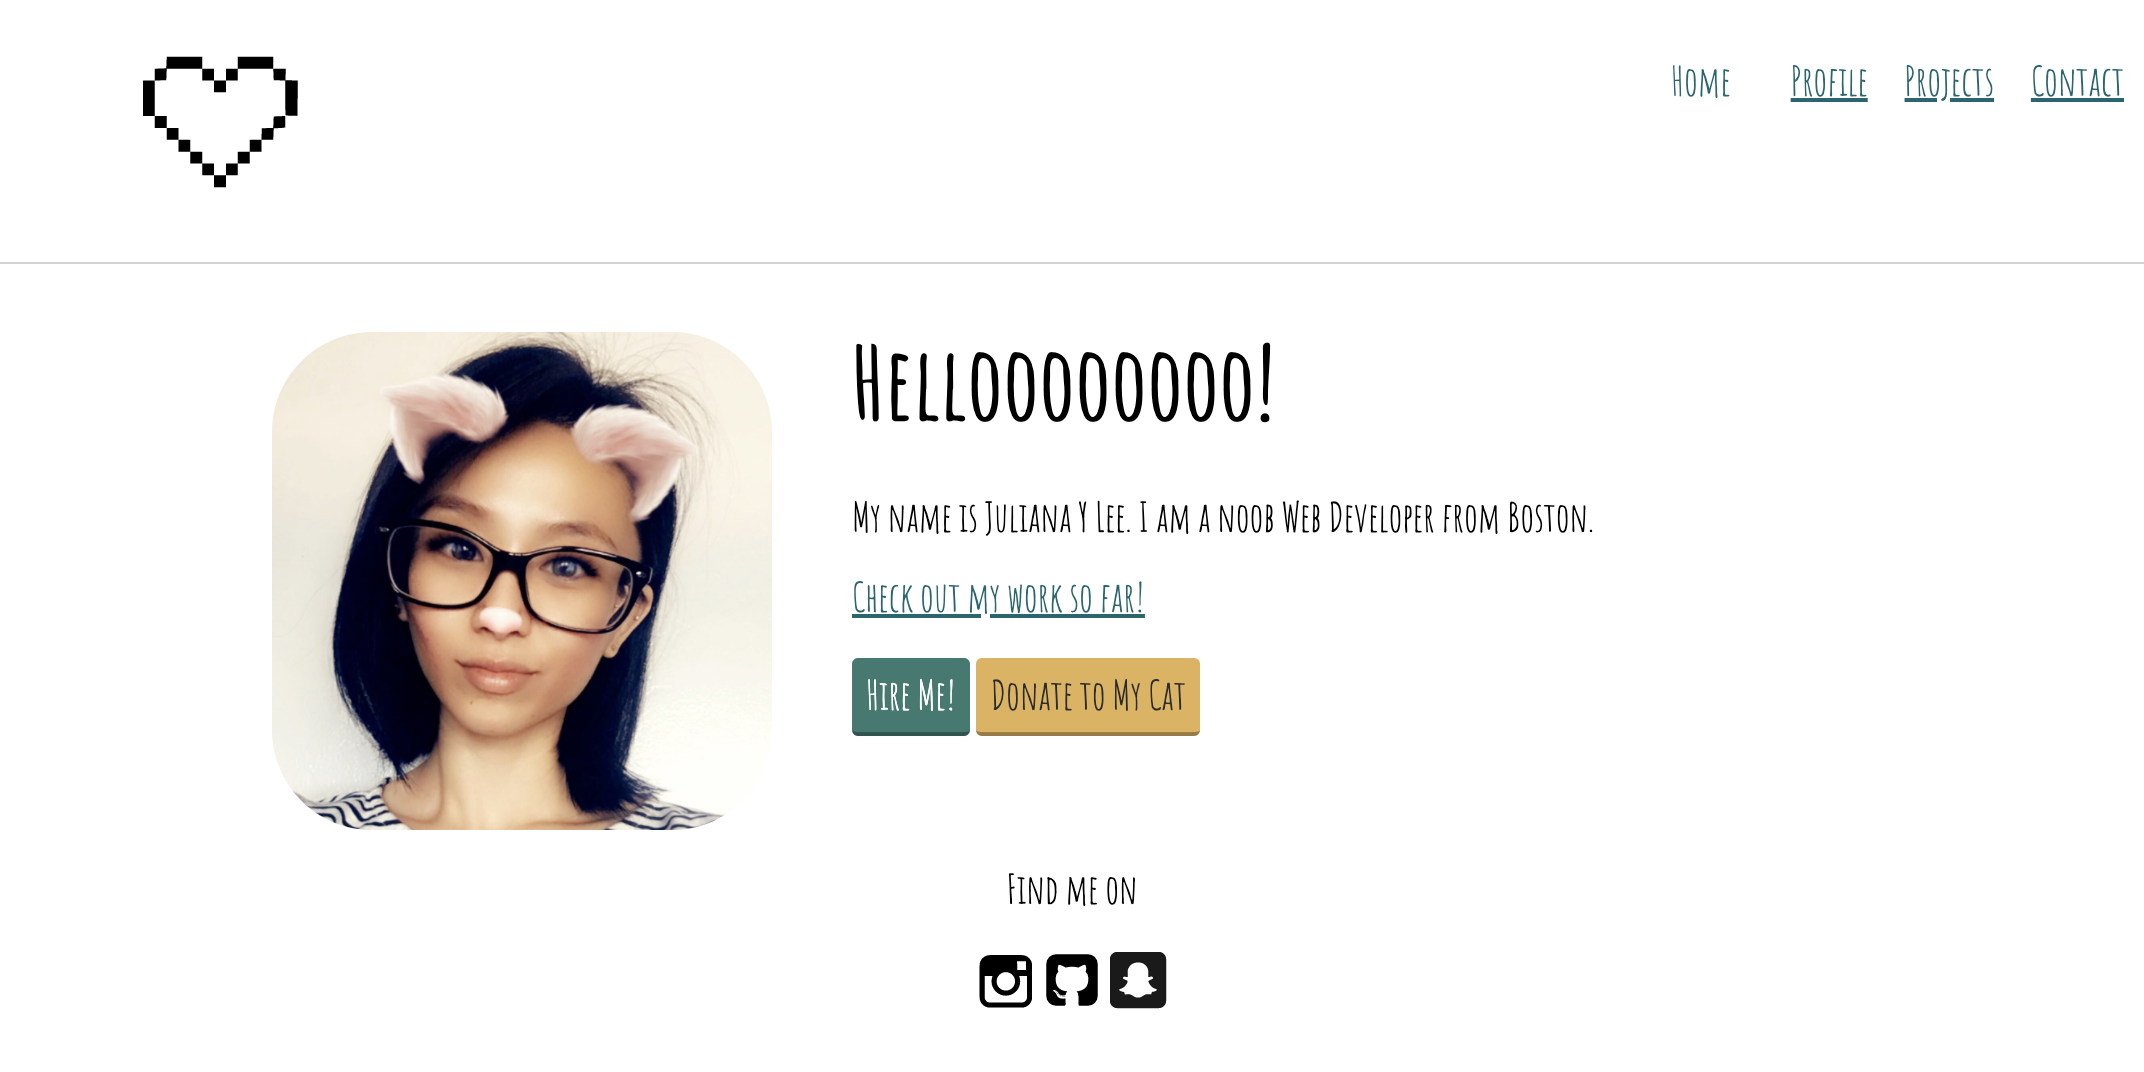 Home Profile Projects Contact
Helloooooooo!
My name is Juliana Y Lee. I am a noob Web Developer from Boston.
Check out my work so far!
Hire Me! Donate to My Cat
Find me on